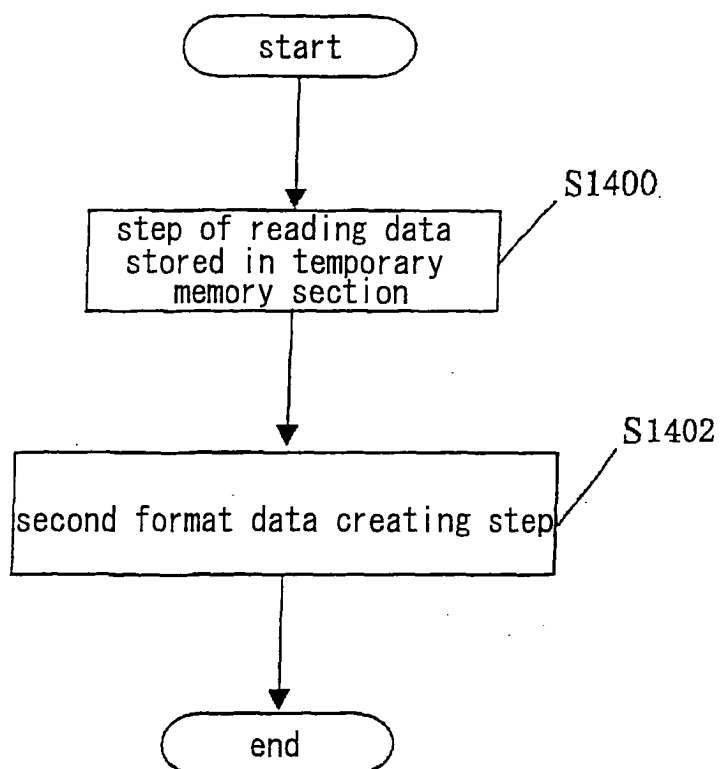 start
S1400
step of reading data
stored in temporary
memory section
S1402
second format data creating step
end